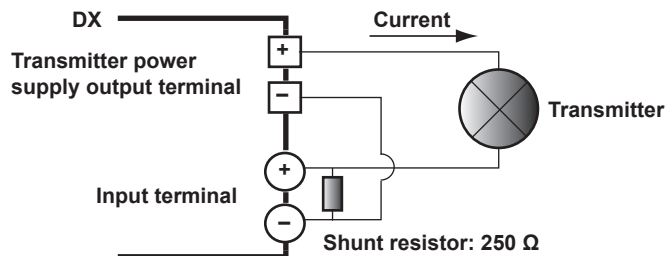 DX
Current
Transmitter power
supply output terminal
+
−
Transmitter
+
Input terminal
−
Shunt resistor: 250 Ω